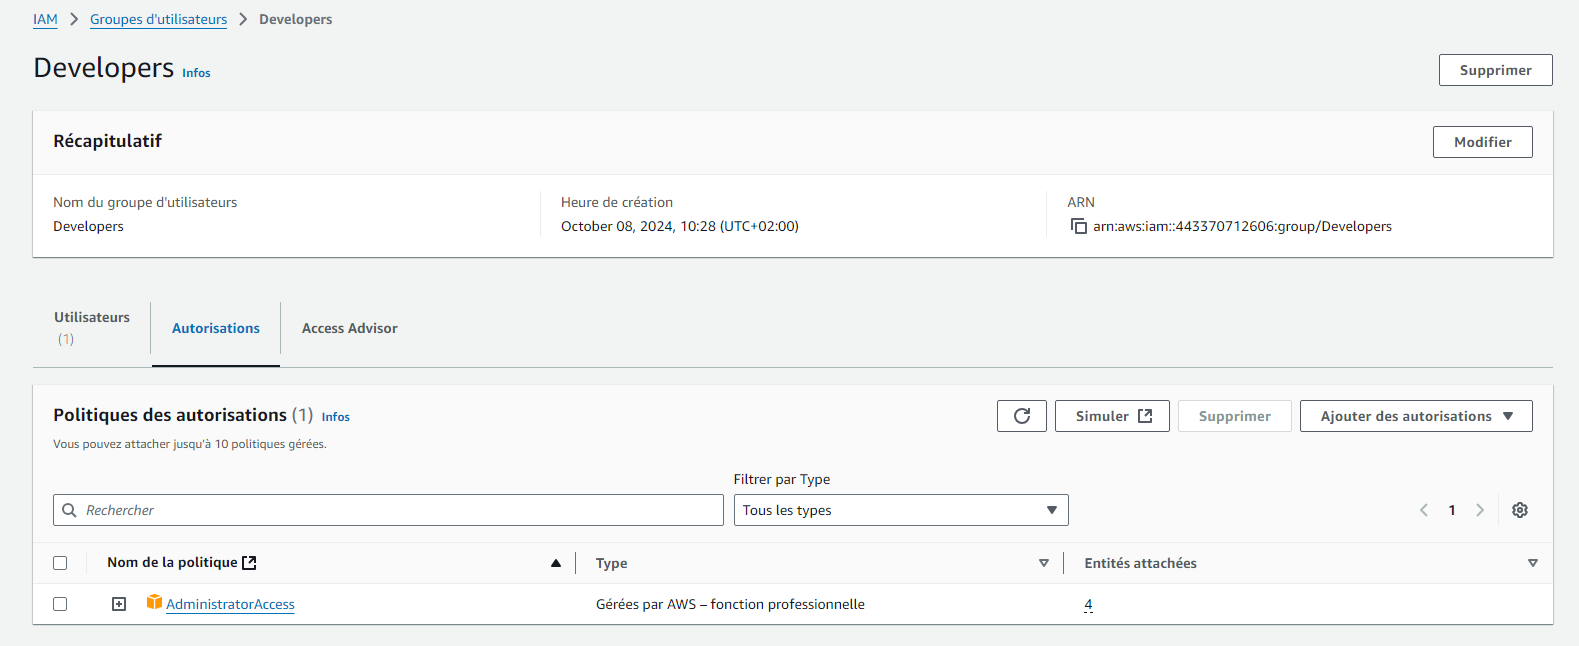 IAM > Groupes d'utilisateurs > Developers
Developers Infos
Supprimer
Récapitulatif
Modifier
Nom du groupe d'utilisateurs
Developers
Heure de création
October 08, 2024, 10:28 (UTC+02:00)
ARN
arn:aws:iam::443370712606:group/Developers
Utilisateurs
(1)
Autorisations
Access Advisor
Politiques des autorisations (1) Infos
Vous pouvez attacher jusqu'à 10 politiques gérées.
Simuler
Supprimer
Ajouter des autorisations
Filtrer par Type
Rechercher
Tous les types
1
Nom de la politique
Type
Entités attachées
AdministratorAccess
Gérées par AWS – fonction professionnelle
4